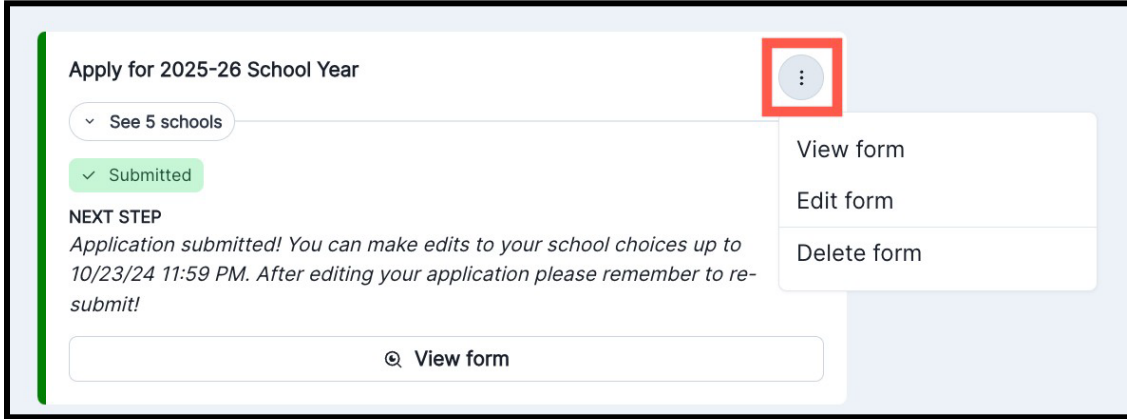 Apply for 2025-26 School Year
See 5 schools
Submitted
NEXT STEP
Application submitted! You can make edits to your school choices up to
10/23/24 11:59 PM. After editing your application please remember to re-
submit!
View form
View form
Edit form
Delete form